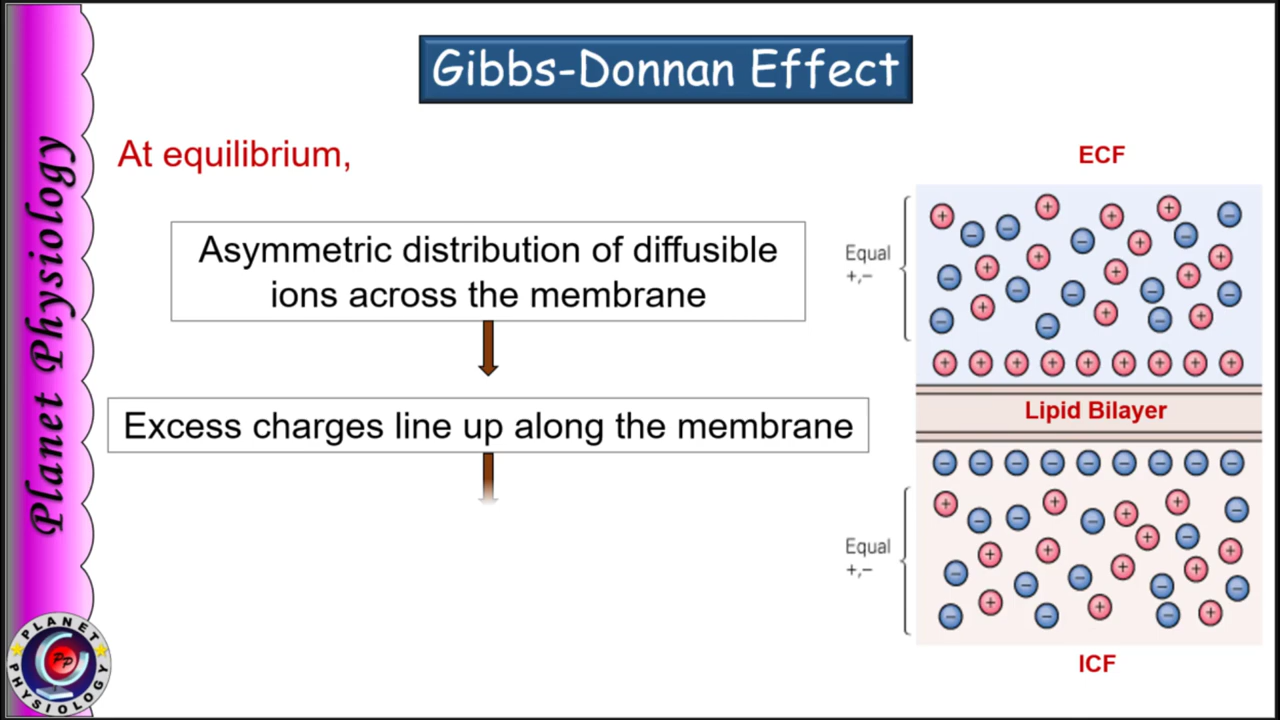 Gibbs-Donnan Effect
Planet Physiology
At equilibrium,
Asymmetric distribution of diffusible
ions across the membrane
Excess charges line up along the membrane
ECF
Equal
+,−
Lipid Bilayer
Equal
+,−
ICF
PLANET
PP
PHYSIOLOGY